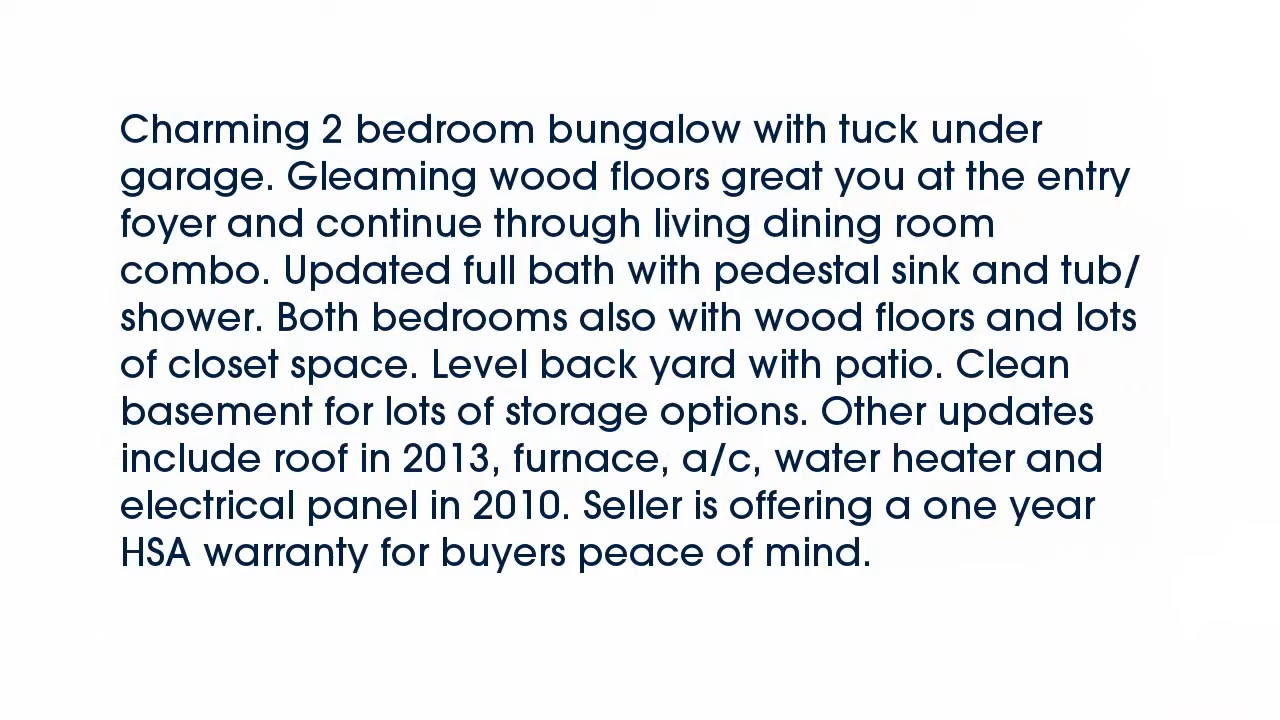 Charming 2 bedroom bungalow with tuck under
garage. Gleaming wood floors great you at the entry
foyer and continue through living dining room
combo. Updated full bath with pedestal sink and tub/
shower. Both bedrooms also with wood floors and lots
of closet space. Level back yard with patio. Clean
basement for lots of storage options. Other updates
include roof in 2013, furnace, a/c, water heater and
electrical panel in 2010. Seller is offering a one year
HSA warranty for buyers peace of mind.